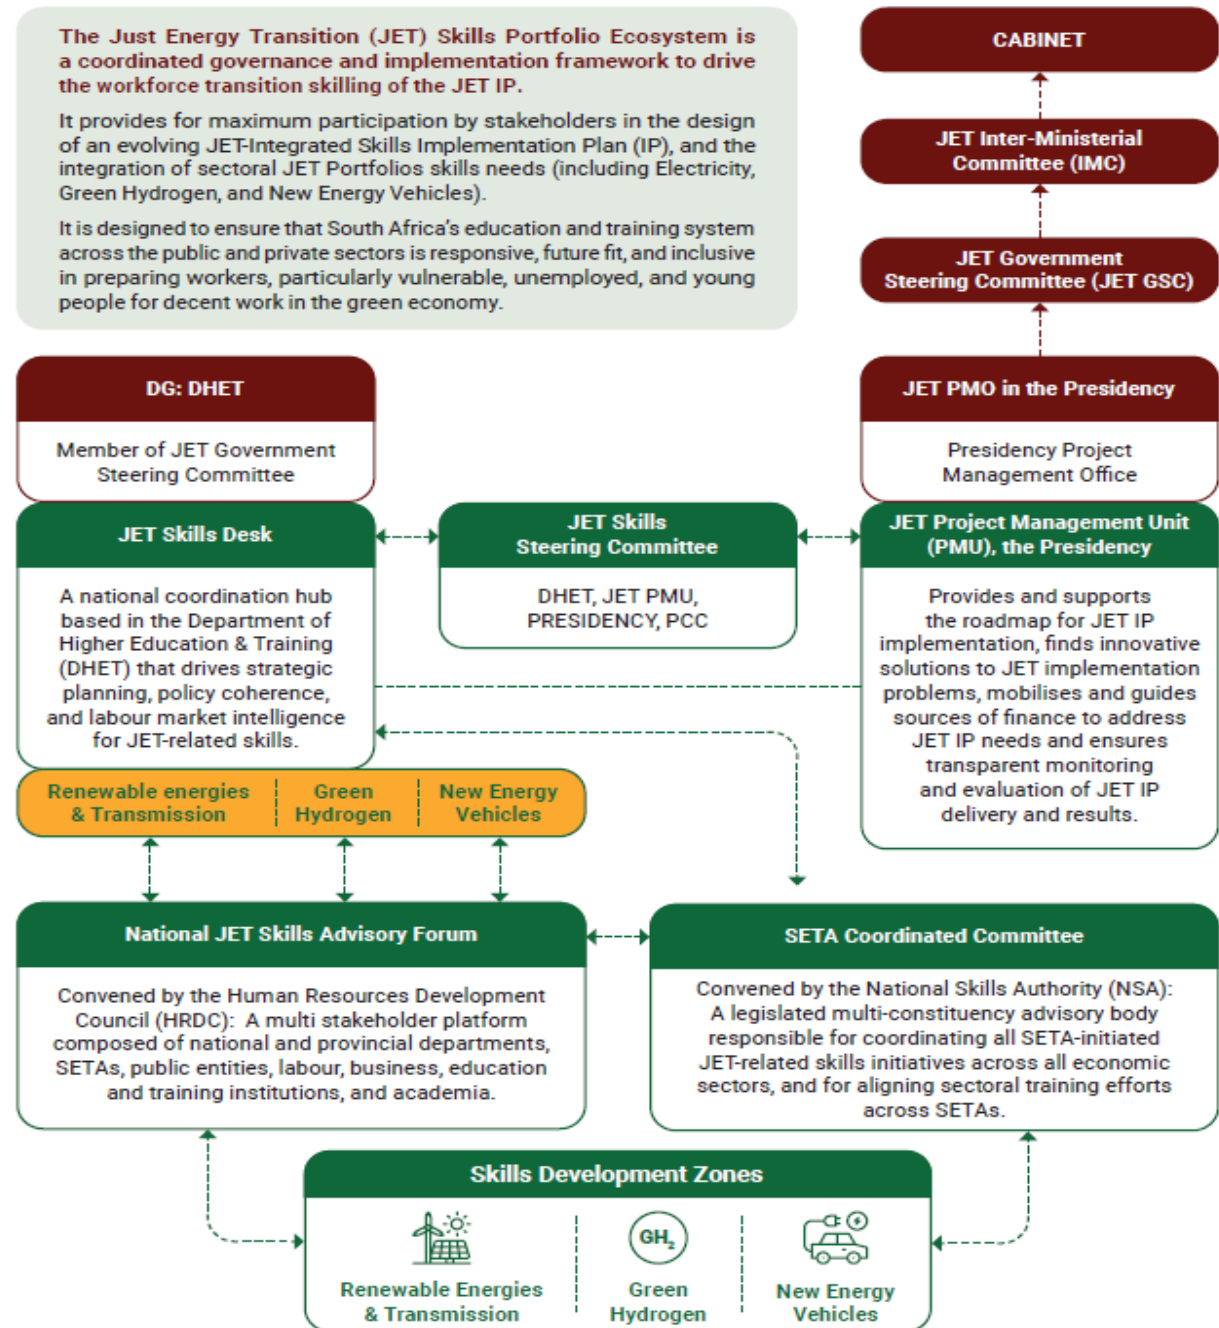 The Just Energy Transition (JET) Skills Portfolio Ecosystem is
a coordinated governance and implementation framework to drive
the workforce transition skilling of the JET IP.
It provides for maximum participation by stakeholders in the design
of an evolving JET-Integrated Skills Implementation Plan (IP), and the
integration of sectoral JET Portfolios skills needs (including Electricity,
Green Hydrogen, and New Energy Vehicles).
It is designed to ensure that South Africa's education and training system
across the public and private sectors is responsive, future fit, and inclusive
in preparing workers, particularly vulnerable, unemployed, and young
people for decent work in the green economy.
CABINET
JET Inter-Ministerial
Committee (IMC)
JET Government
Steering Committee (JET GSC)
DG: DHET
Member of JET Government
Steering Committee
JET PMO in the Presidency
Presidency Project
Management Office
JET Skills Desk
A national coordination hub
based in the Department of
Higher Education & Training
(DHET) that drives strategic
planning, policy coherence,
and labour market intelligence
for JET-related skills.
JET Skills
Steering Committee
DHET, JET PMU,
PRESIDENCY, PCC
JET Project Management Unit
(PMU), the Presidency
Provides and supports
the roadmap for JET IP
implementation, finds innovative
solutions to JET implementation
problems, mobilises and guides
sources of finance to address
JET IP needs and ensures
transparent monitoring
and evaluation of JET IP
delivery and results.
Renewable energies
& Transmission
Green
Hydrogen
New Energy
Vehicles
National JET Skills Advisory Forum
Convened by the Human Resources Development
Council (HRDC): A multi stakeholder platform
composed of national and provincial departments,
SETAs, public entities, labour, business, education
and training institutions, and academia.
SETA Coordinated Committee
Convened by the National Skills Authority (NSA):
A legislated multi-constituency advisory body
responsible for coordinating all SETA-initiated
JET-related skills initiatives across all economic
sectors, and for aligning sectoral training efforts
across SETAs.
Skills Development Zones
Renewable Energies
& Transmission
GH₂
Green
Hydrogen
New Energy
Vehicles